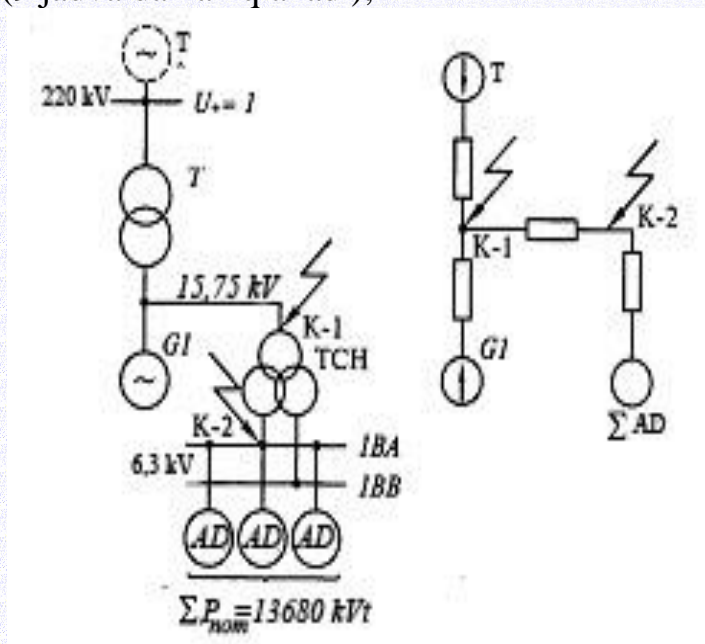 T
220 kV U*= 1
T
T
K-2
K-1
15,75 kV
K-1
G1 TCH
G1
K-2
ΣAD
1BA
6,3 kV
1BB
AD AD AD
ΣPnom=13680 kVt